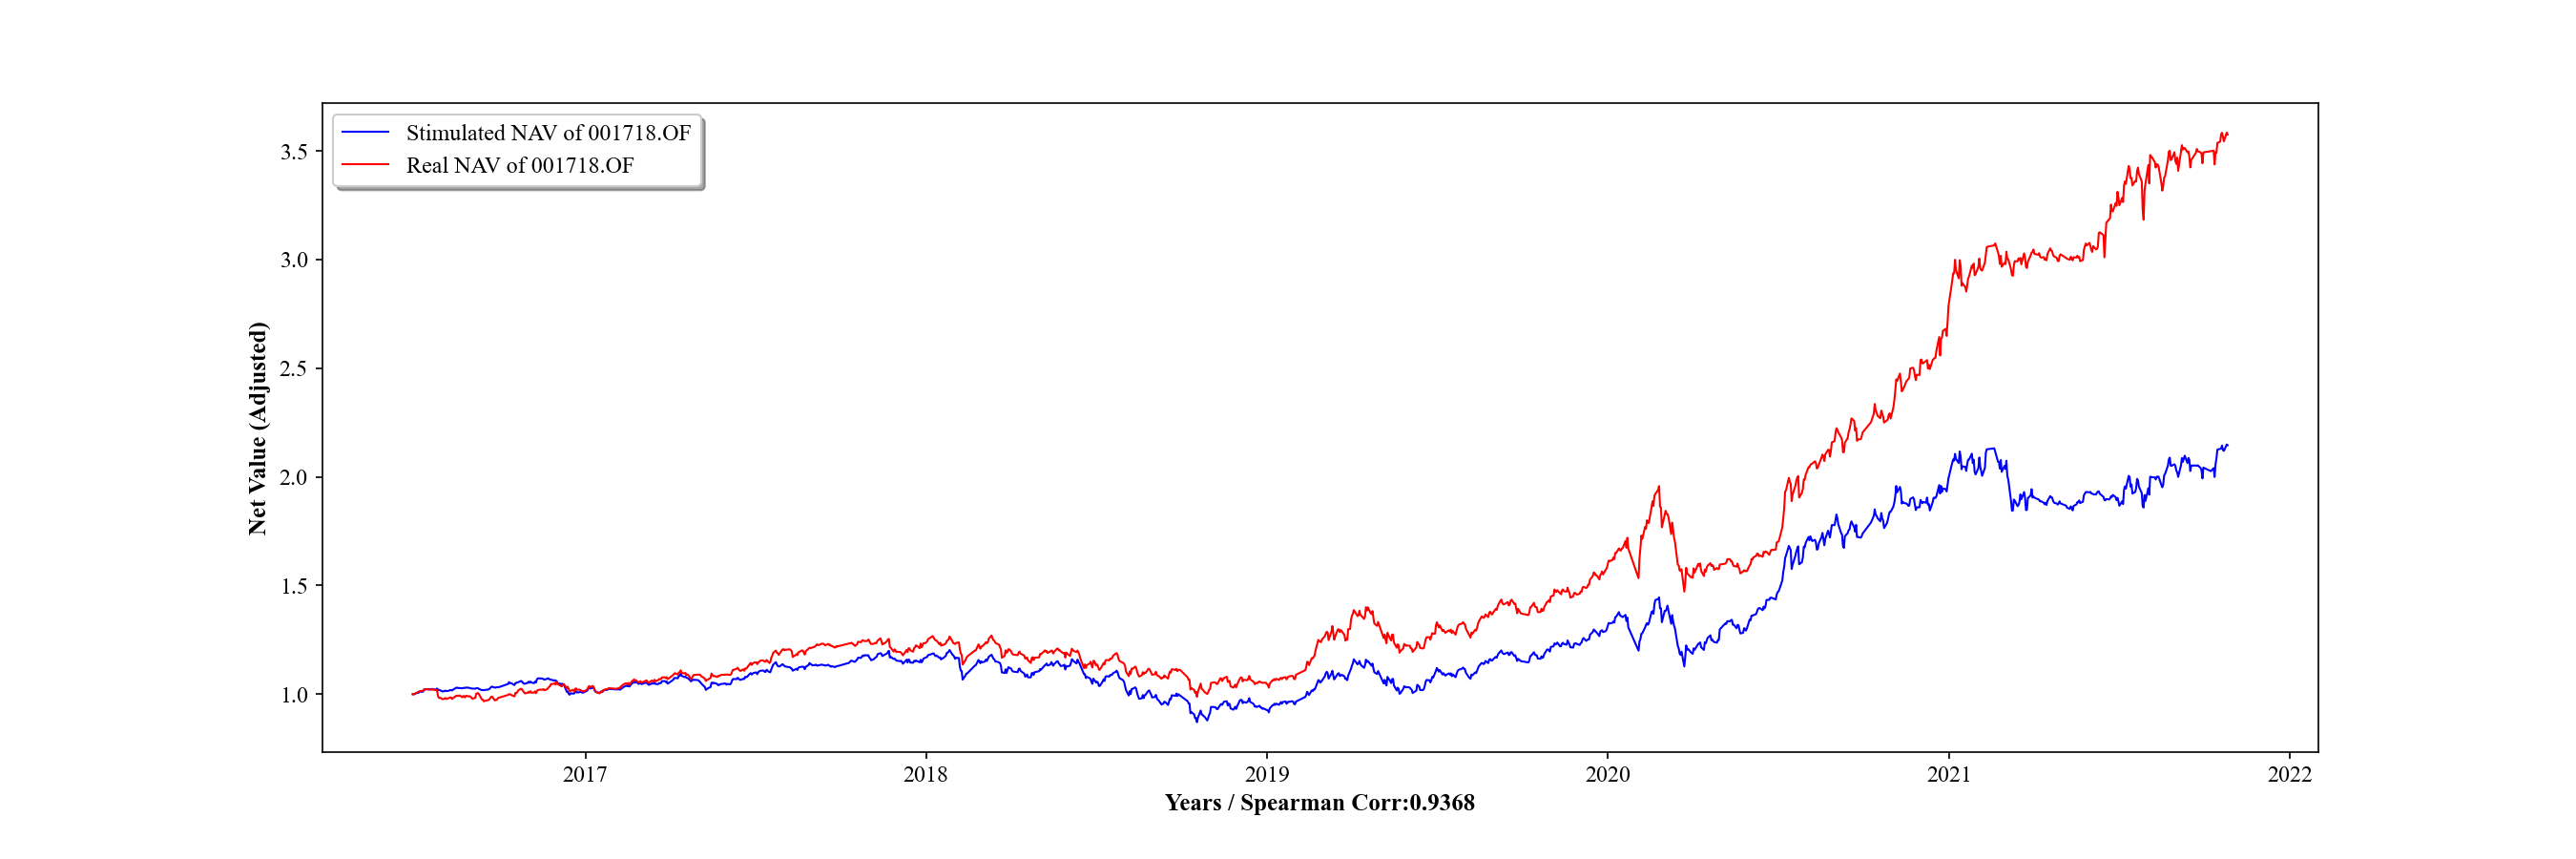 Stimulated NAV of 001718.OF
Real NAV of 001718.OF
Net Value (Adjusted)
3.5
3.0
2.5
2.0
1.5
1.0
2017 2018 2019 2020 2021 2022
Years / Spearman Corr:0.9368